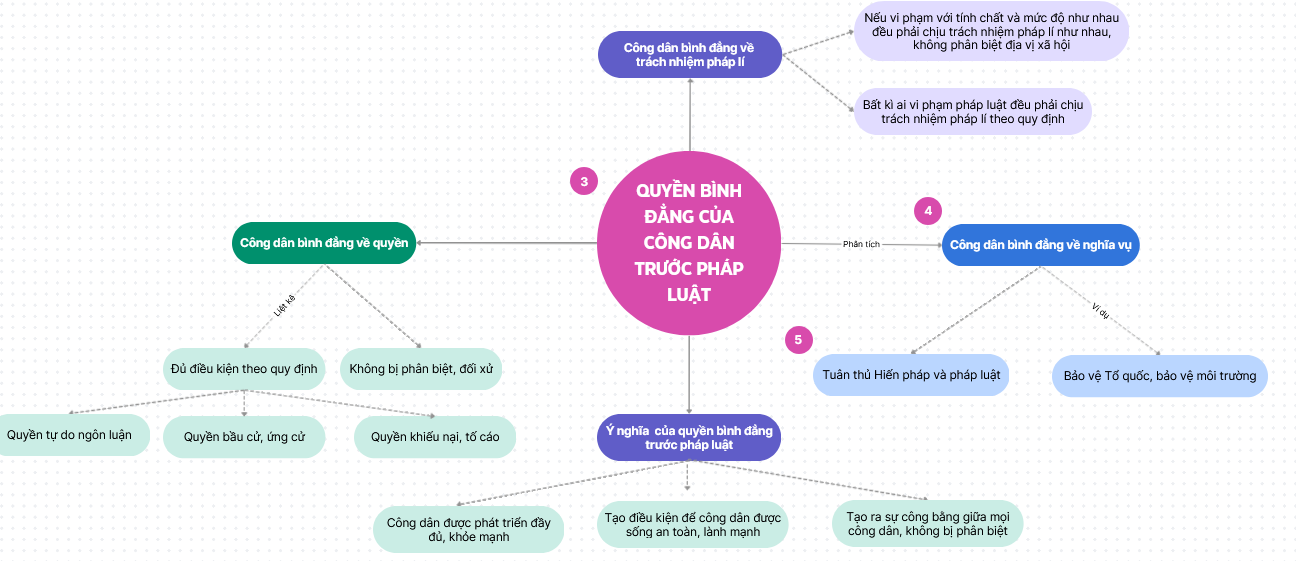 Nếu vi phạm với tính chất và mức độ như nhau
đều phải chịu trách nhiệm pháp lí như nhau,
không phân biệt địa vị xã hội
Công dân bình đẳng về
trách nhiệm pháp lí
Bất kì ai vi phạm pháp luật đều phải chịu
trách nhiệm pháp lí theo quy định
3
QUYỀN BÌNH
ĐẲNG CỦA
CÔNG DÂN
TRƯỚC PHÁP
LUẬT
4
Công dân bình đẳng về quyền
Phân tích
Công dân bình đẳng về nghĩa vụ
Liệt kê
Ví dụ
5
Đủ điều kiện theo quy định
Không bị phân biệt, đối xử
Tuân thủ Hiến pháp và pháp luật
Bảo vệ Tổ quốc, bảo vệ môi trường
Quyền tự do ngôn luận
Quyền bầu cử, ứng cử
Quyền khiếu nại, tố cáo
Ý nghĩa của quyền bình đẳng
trước pháp luật
Công dân được phát triển đầy
đủ, khỏe mạnh
Tạo điều kiện để công dân được
sống an toàn, lành mạnh
Tạo ra sự công bằng giữa mọi
công dân, không bị phân biệt